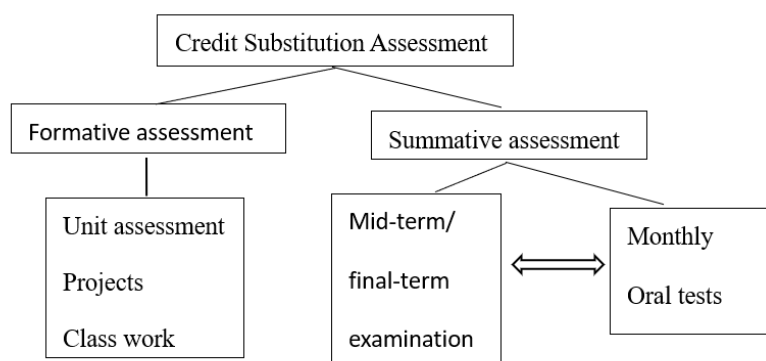 Credit Substitution Assessment
Formative assessment
Summative assessment
Unit assessment
Projects
Class work
Mid-term/
final-term
examination
Monthly
Oral tests